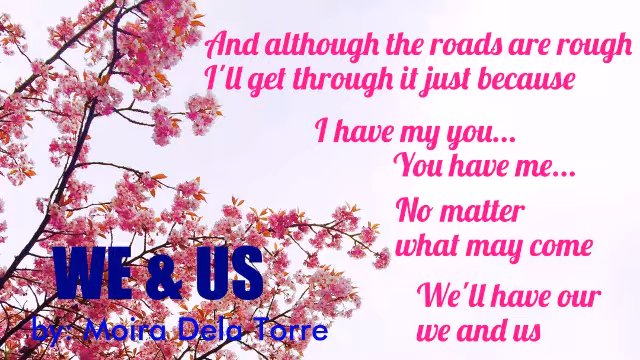 And although the roads are rough
I'll get through it just because
I have my you...
You have me...
No matter
what may come
We'll have our
we and us
WE & US
by: Moira Dela Torre